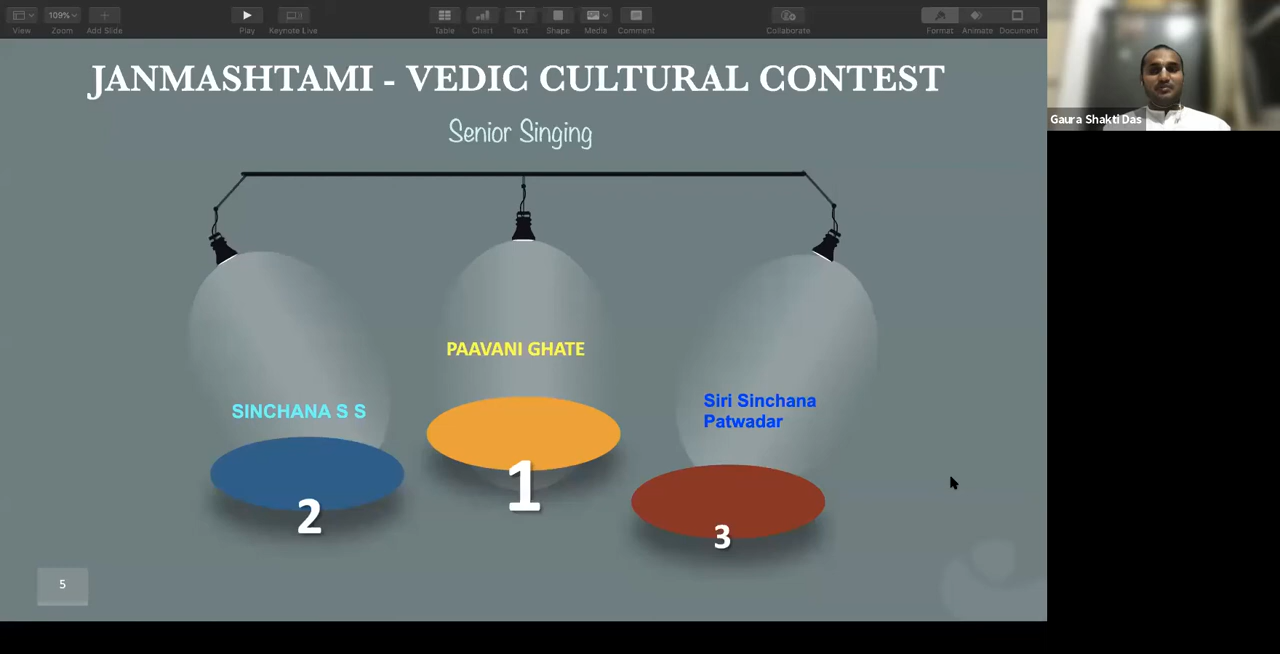 View
109%
Zoom
Add Slide
Play
Keynote Live
Table
Chart
Text
Shape
Media
Comment
Collaborate
Format
Animate
Document
JANMASHTAMI - VEDIC CULTURAL CONTEST
Senior Singing
Gaura Shakti Das
PAAVANI GHATE
SINCHANA S S
Siri Sinchana
Patwadar
1
2
3
5